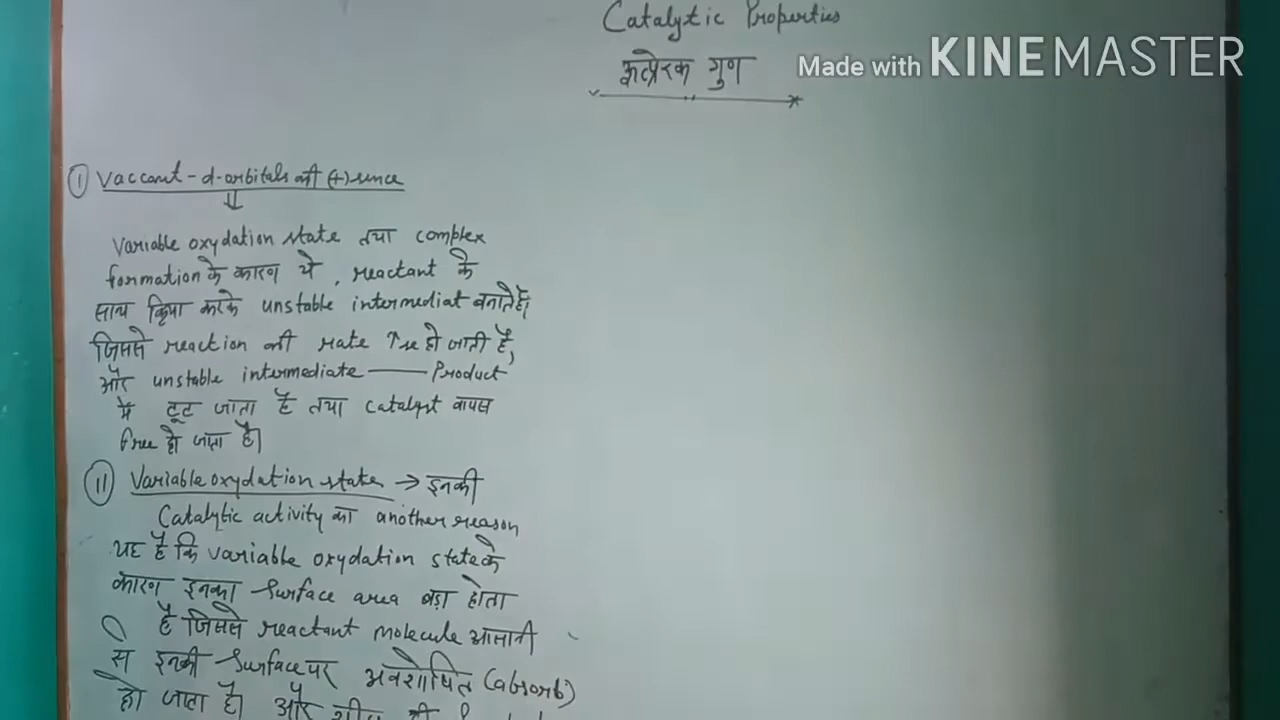 Catalytic Properties
Made with KINEMASTER
उत्प्रेरक गुण
① Vaccant-d-orbitals की (+)sence
Variable oxydation state तथा complex
formation के कारण ये, reactant के
साथ क्रिया करके unstable intermediat बनाते हैं।
जिससे reaction की rate ↑se हो जाती है,
और unstable intermediate —— Product
में टूट जाता है तथा catalyst वापस
free हो जाता है।
(11) Variable oxydation state → इनकी
Catalytic activity का another reason
यह है कि variable oxydation state के
कारण इनका surface area बड़ा होता
है जिससे reactant molecule आसानी
से इनकी surface पर अवशोषित (absorb)
हो जाता है। और